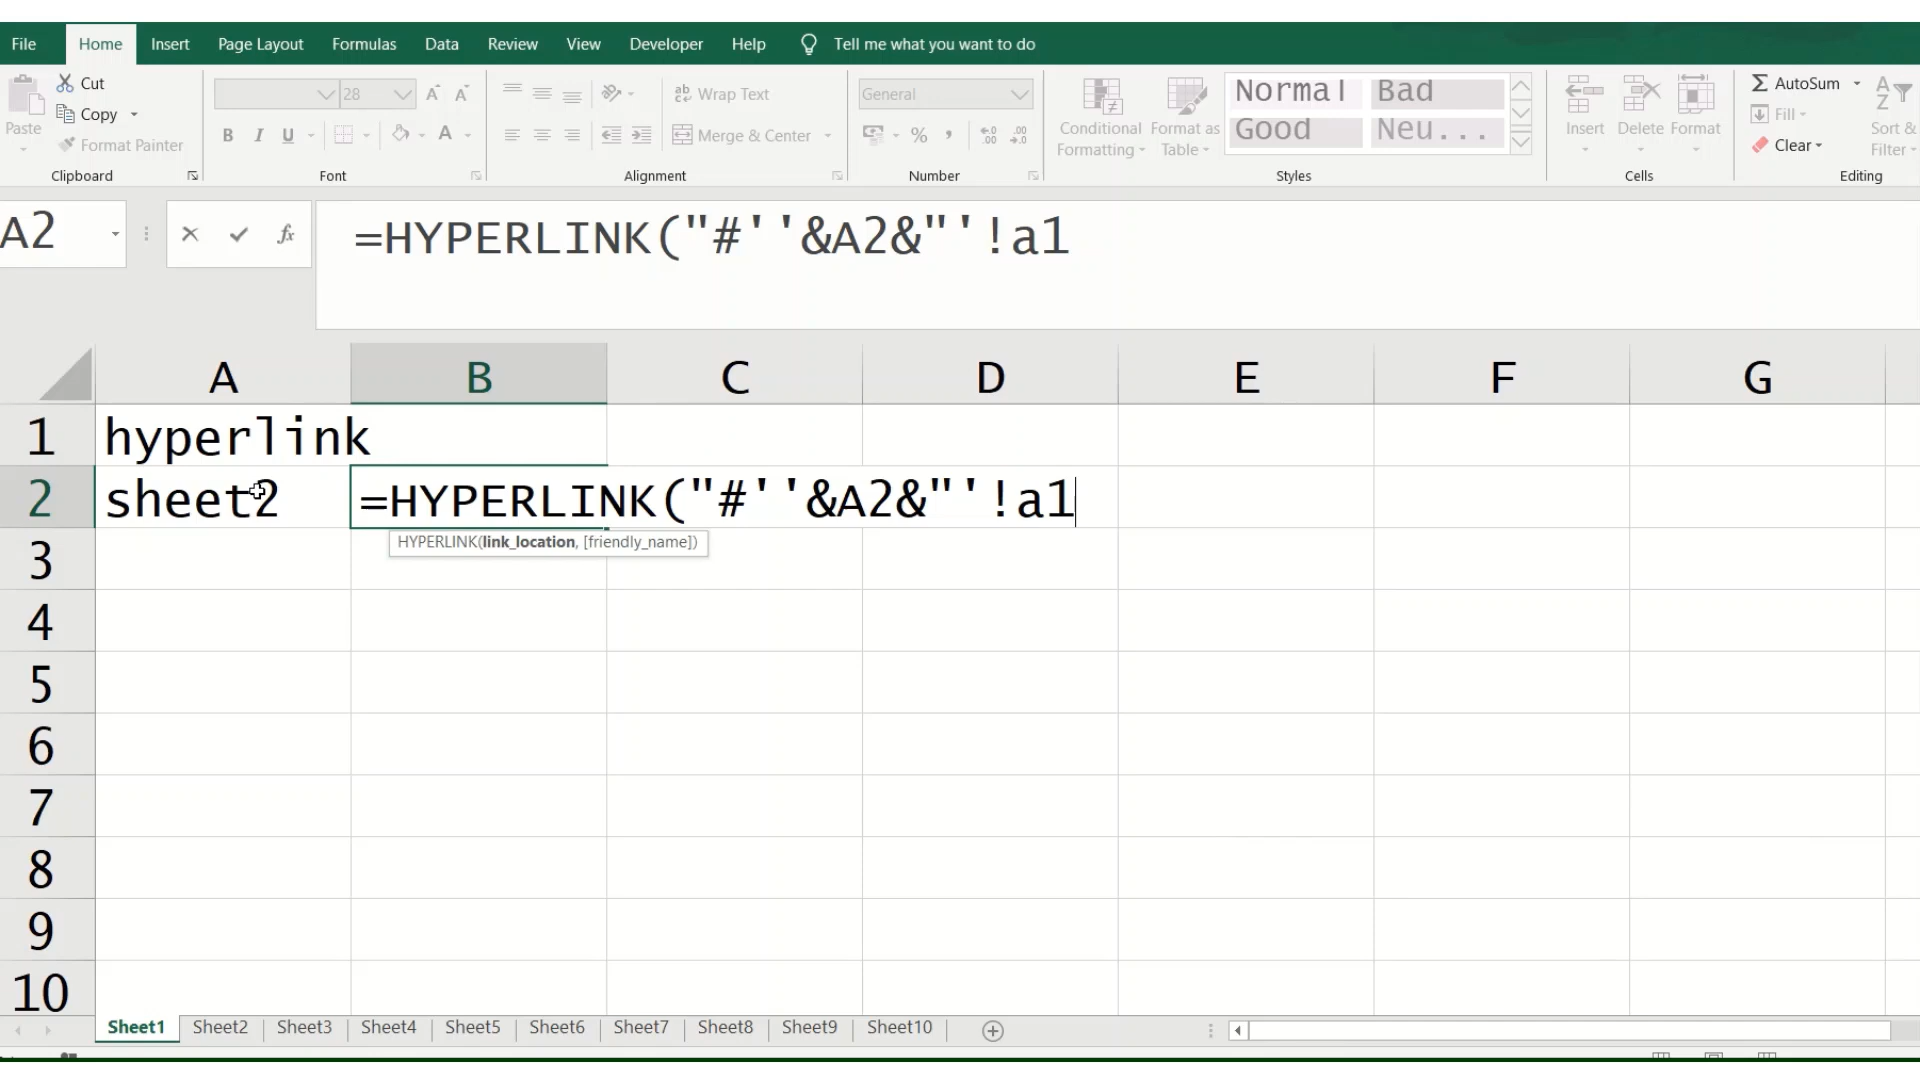 File Home Insert Page Layout Formulas Data Review View Developer Help Tell me what you want to do
Paste Cut
Copy
Format Painter
Clipboard
28
B I U A
Font
Wrap Text
Merge & Center
Alignment
General
% ,
Number
Conditional Formatting
Format as Table
Normal Bad
Good Neu...
Styles
Insert Delete Format
Cells
AutoSum
Fill
Clear
Sort &
Filter
Editing
A2 fx =HYPERLINK("#''&A2&"'!a1
A B C D E F G
1 hyperlink
2 sheet2 =HYPERLINK("#''&A2&"'!a1
HYPERLINK(link_location, [friendly_name])
3
4
5
6
7
8
9
10
Sheet1 Sheet2 Sheet3 Sheet4 Sheet5 Sheet6 Sheet7 Sheet8 Sheet9 Sheet10